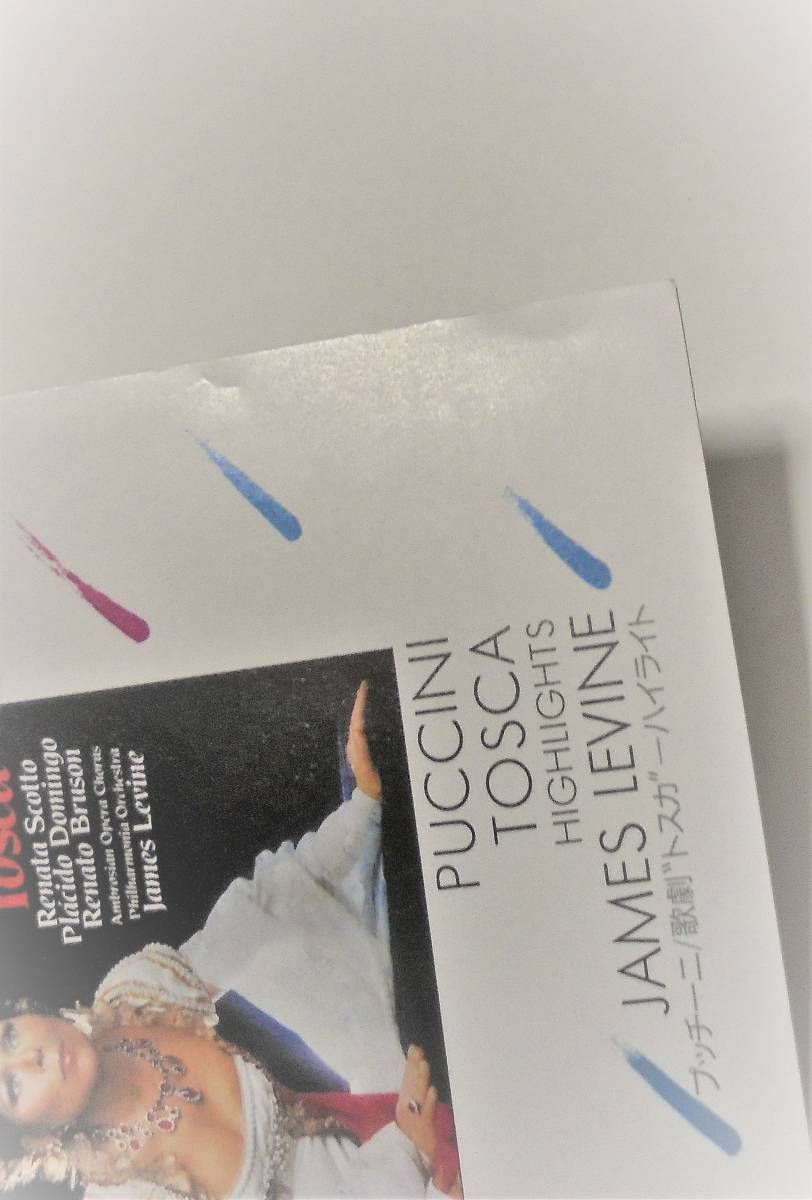 Tosca
Renata Scotto
Plácido Domingo
Renato Bruson
Ambrosian Opera Chorus
Philharmonia Orchestra
James Levine
PUCCINI
TOSCA
HIGHLIGHTS
JAMES LEVINE
プッチーニ/歌劇“トスカ”ーハイライト